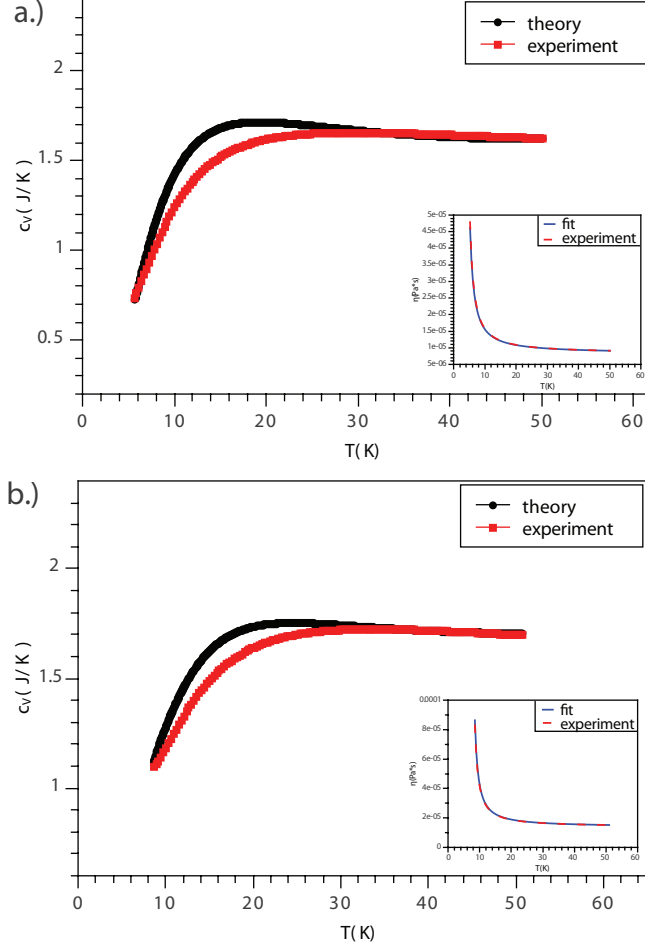 a.)
theory
experiment
2
1.5
1
0.5
c_V ( J / K )
0 10 20 30 40 50 60
T( K)
fit
experiment
5e-05
4.5e-05
4e-05
3.5e-05
3e-05
2.5e-05
2e-05
1.5e-05
1e-05
5e-06
η(Pa*s)
0 10 20 30 40 50 60
T(K)
b.)
theory
experiment
2
1.5
1
c_V ( J / K )
0 10 20 30 40 50 60
T( K)
fit
experiment
0.0001
8e-05
6e-05
4e-05
2e-05
0
η(Pa*s)
0 10 20 30 40 50 60
T(K)